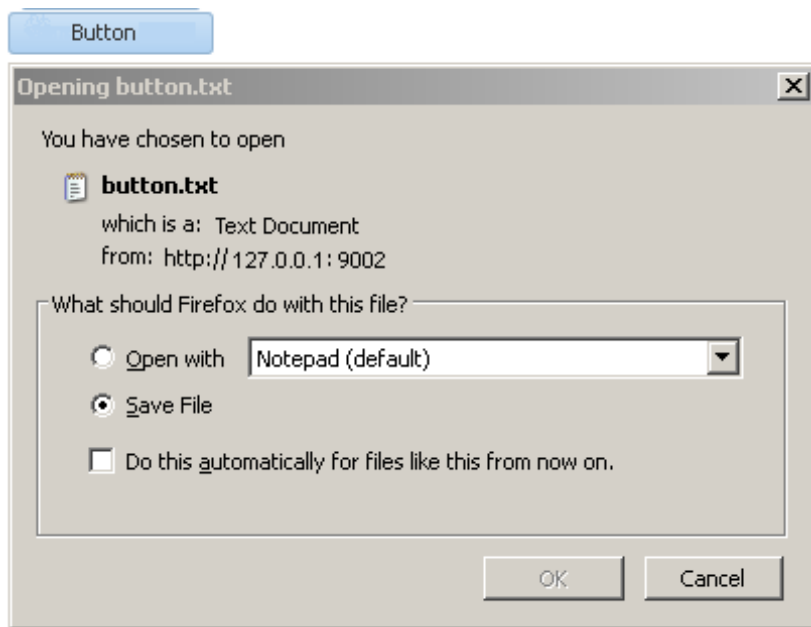 Button
Opening button.txt
You have chosen to open
button.txt
which is a: Text Document
from: http://127.0.0.1:9002
What should Firefox do with this file?
Open with Notepad (default)
Save File
Do this automatically for files like this from now on.
OK Cancel